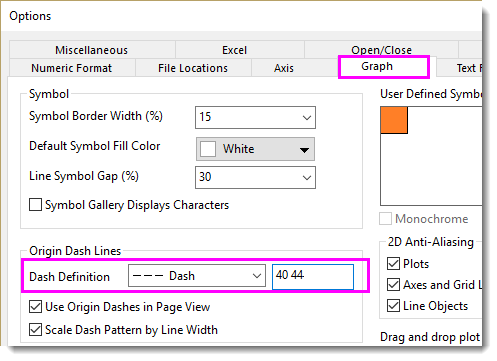 Options
Miscellaneous Excel Open/Close
Numeric Format File Locations Axis Graph Text F
Symbol
Symbol Border Width (%) 15
Default Symbol Fill Color White
Line Symbol Gap (%) 30
Symbol Gallery Displays Characters
User Defined Symbo
Monochrome
Origin Dash Lines
Dash Definition Dash 40 44
Use Origin Dashes in Page View
Scale Dash Pattern by Line Width
2D Anti-Aliasing
Plots
Axes and Grid L
Line Objects
Drag and drop plot